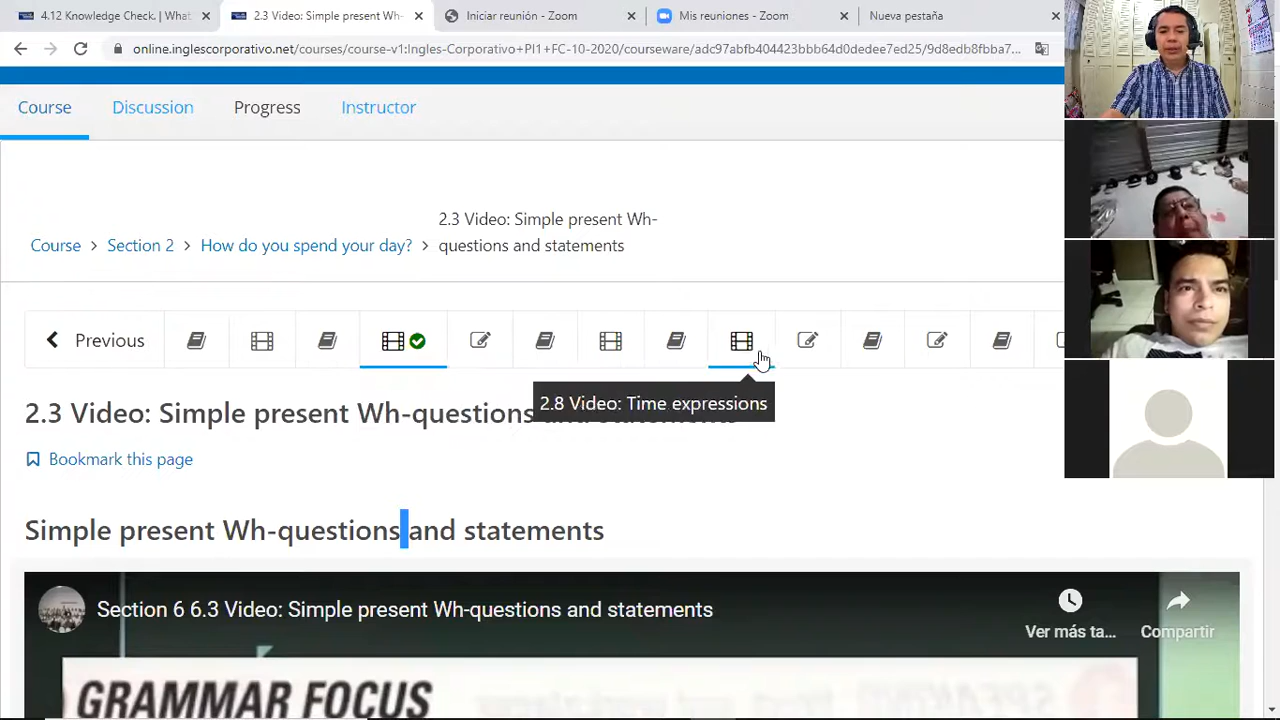 4.12 Knowledge Check. | What
2.3 Video: Simple present Wh-
Iniciar reunión - Zoom
Mis reuniones - Zoom
Nueva pestaña
online.inglescorporativo.net/courses/course-v1:Ingles-Corporativo+PI1+FC-10-2020/courseware/adc97abfb404423bbb64d0decee7e325/9d8edb8fbba7...
Course
Discussion
Progress
Instructor
Course > Section 2 > How do you spend your day? > 2.3 Video: Simple present Wh-
questions and statements
Previous
2.8 Video: Time expressions
2.3 Video: Simple present Wh-questions and statements
Bookmark this page
Simple present Wh-questions and statements
Section 6 6.3 Video: Simple present Wh-questions and statements
Ver más ta...
Compartir
GRAMMAR FOCUS